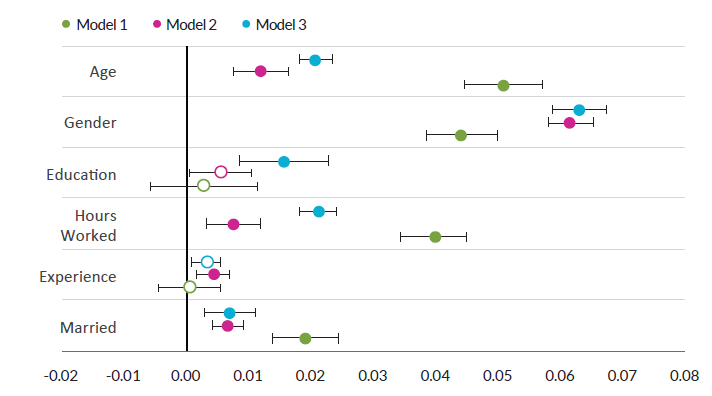 Model 1 Model 2 Model 3
Age
Gender
Education
Hours
Worked
Experience
Married
-0.02 -0.01 0.00 0.01 0.02 0.03 0.04 0.05 0.06 0.07 0.08